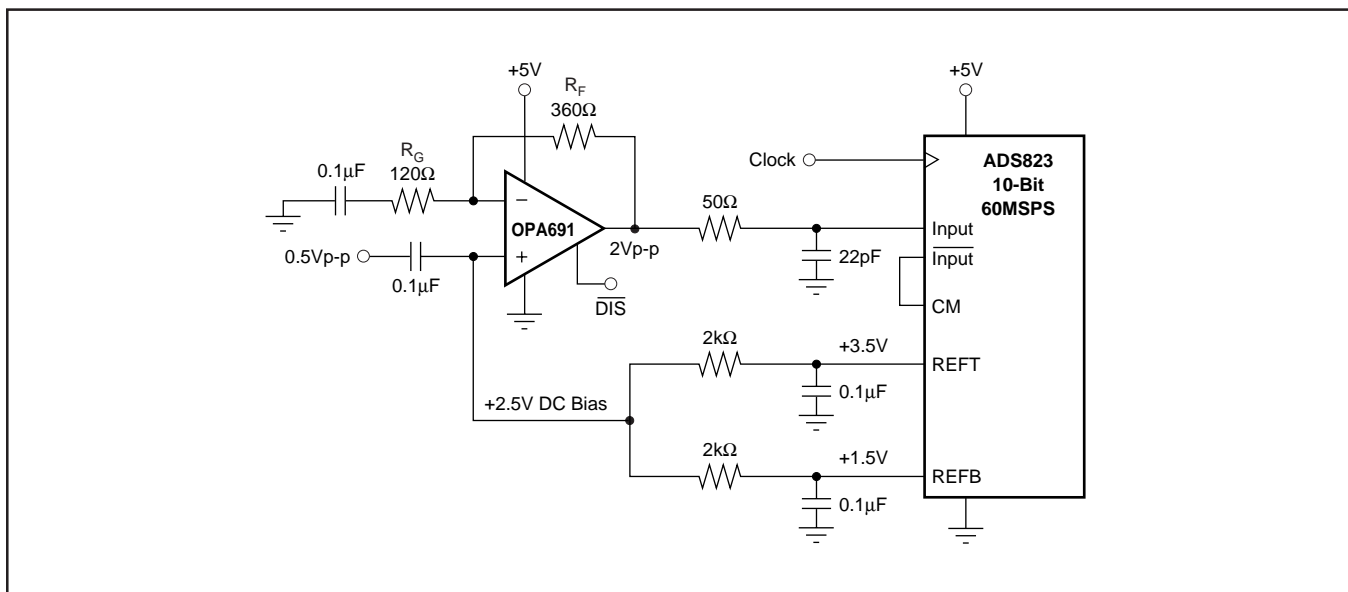 +5V
R_F
360Ω
+5V
Clock
ADS823
10-Bit
60MSPS
R_G
120Ω
0.1µF
−
OPA691
+
50Ω
Input
2Vp-p
Input
0.5Vp-p
0.1µF
22pF
DIS
CM
2kΩ
+3.5V
REFT
0.1µF
+2.5V DC Bias
2kΩ
+1.5V
REFB
0.1µF